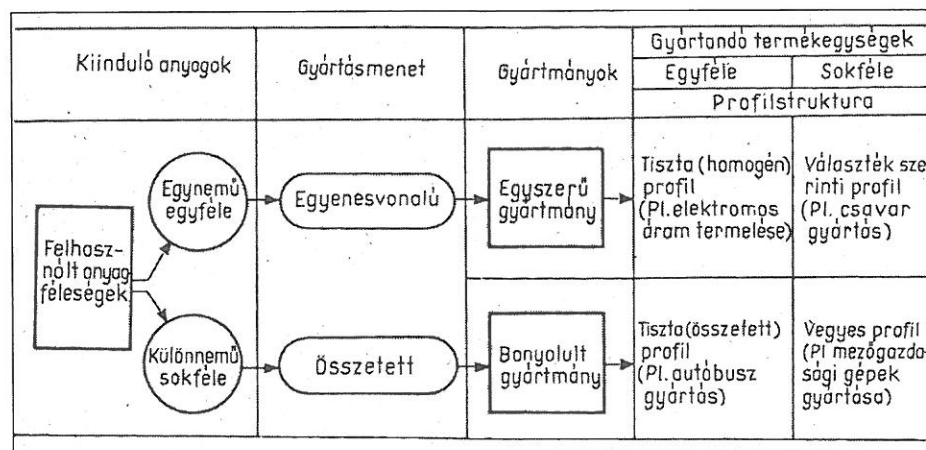 Kiinduló anyagok
Gyártásmenet
Gyártmányok
Gyártandó termékegységek
Egyféle
Sokféle
Profilstruktura
Felhasz-
nált anyag
féleségek
Egynemű
egyféle
Egyenesvonalú
Egyszerű
gyártmány
Tiszta (homogén)
profil
(Pl. elektromos
áram termelése)
Választék sze
rinti profil
(Pl. csavar
gyártás)
Különnemű
sokféle
Összetett
Bonyolult
gyártmány
Tiszta (összetett)
profil
(Pl. autóbusz
gyártás)
Vegyes profil
(Pl mezőgazda-
sági gépek
gyártása)